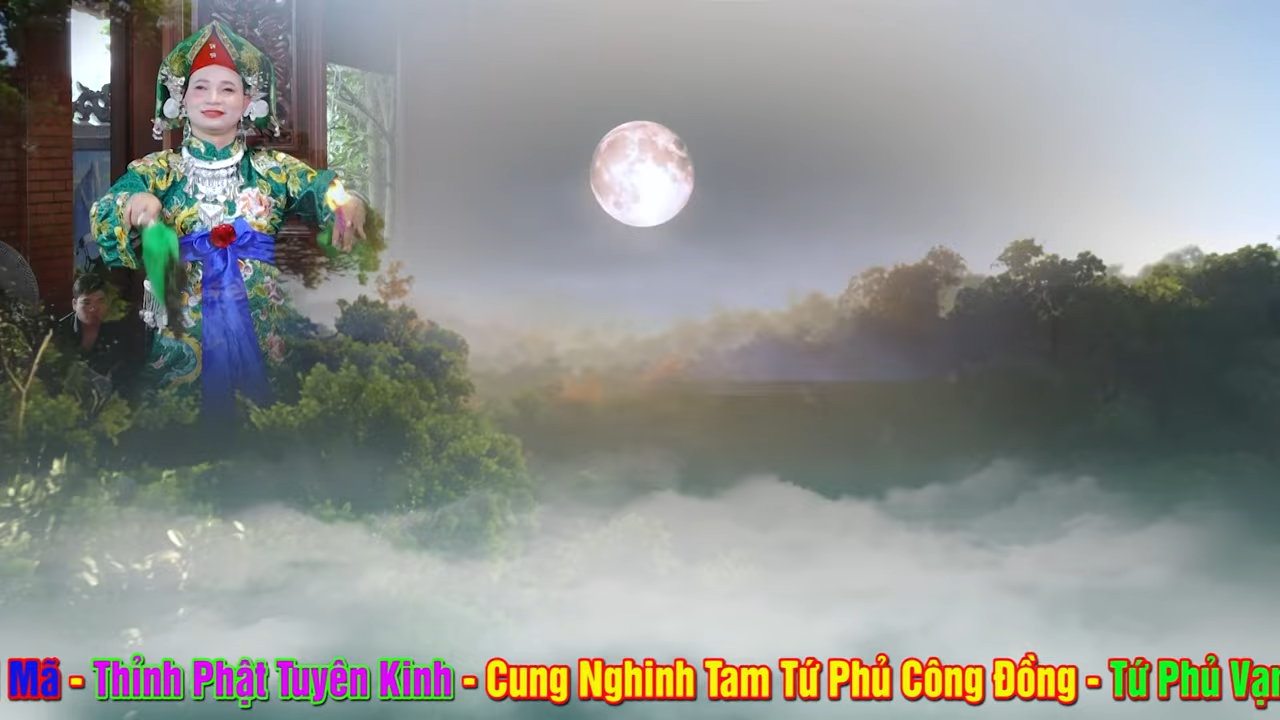 Mã - Thỉnh Phật Tuyên Kinh - Cung Nghinh Tam Tứ Phủ Công Đồng - Tứ Phủ Vạn